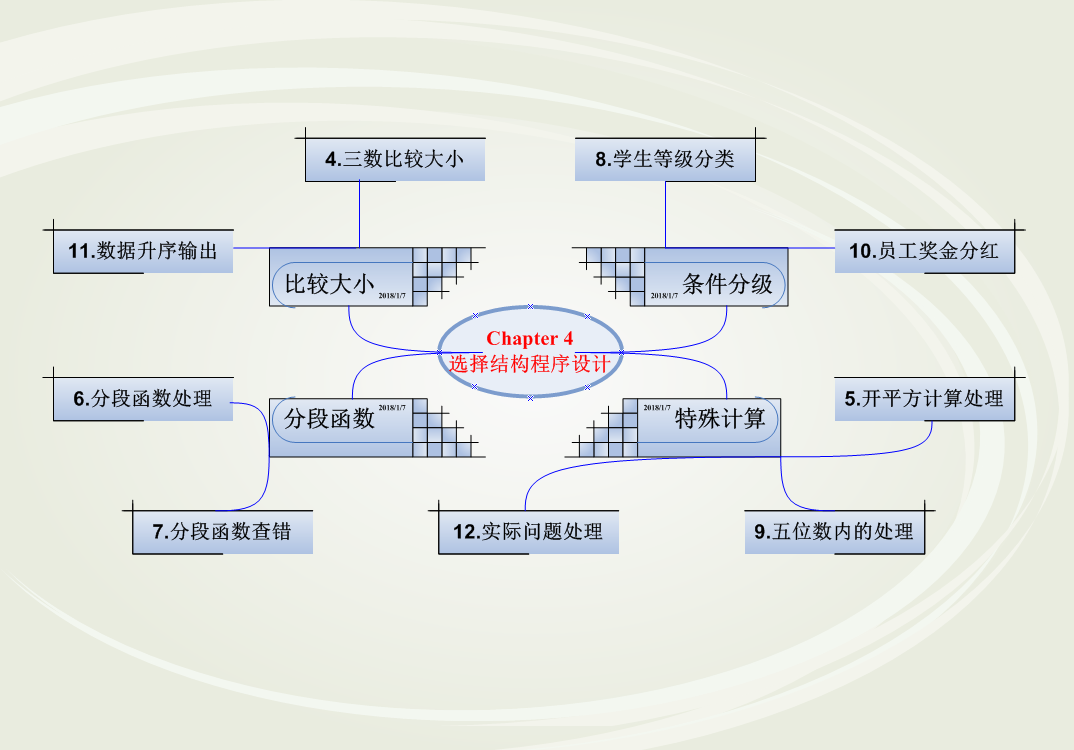 4.三数比较大小
8.学生等级分类
11.数据升序输出
10.员工奖金分红
比较大小
2018/1/7
2018/1/7
条件分级
Chapter 4
选择结构程序设计
6.分段函数处理
5.开平方计算处理
分段函数
2018/1/7
2018/1/7
特殊计算
7.分段函数查错
12.实际问题处理
9.五位数内的处理